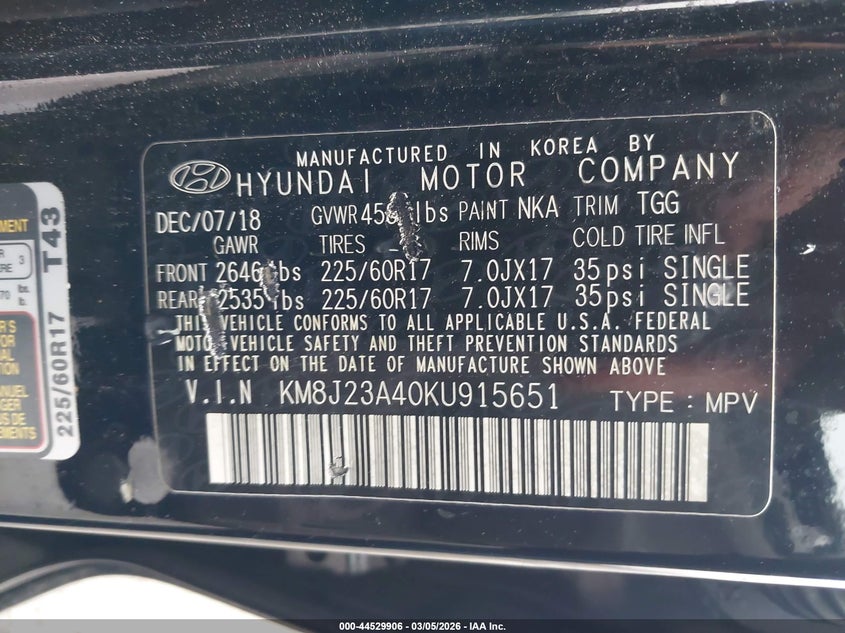 MANUFACTURED IN KOREA BY
HYUNDAI MOTOR COMPANY
DEC/07/18 GVWR lbs PAINT NKA TRIM TGG
GAWR TIRES RIMS COLD TIRE INFL
FRONT 2646 lbs 225/60R17 7.0JX17 35psi SINGLE
REAR 2535 lbs 225/60R17 7.0JX17 35psi SINGLE
THIS VEHICLE CONFORMS TO ALL APPLICABLE U.S.A. FEDERAL
MOTOR VEHICLE SAFETY AND THEFT PREVENTION STANDARDS
IN EFFECT ON THE DATE OF MANUFACTURE SHOWN ABOVE
V.I.N KM8J23A40KU915651 TYPE : MPV
225/60R17 T43
000-44529906 — 03/05/2026 — IAA Inc.